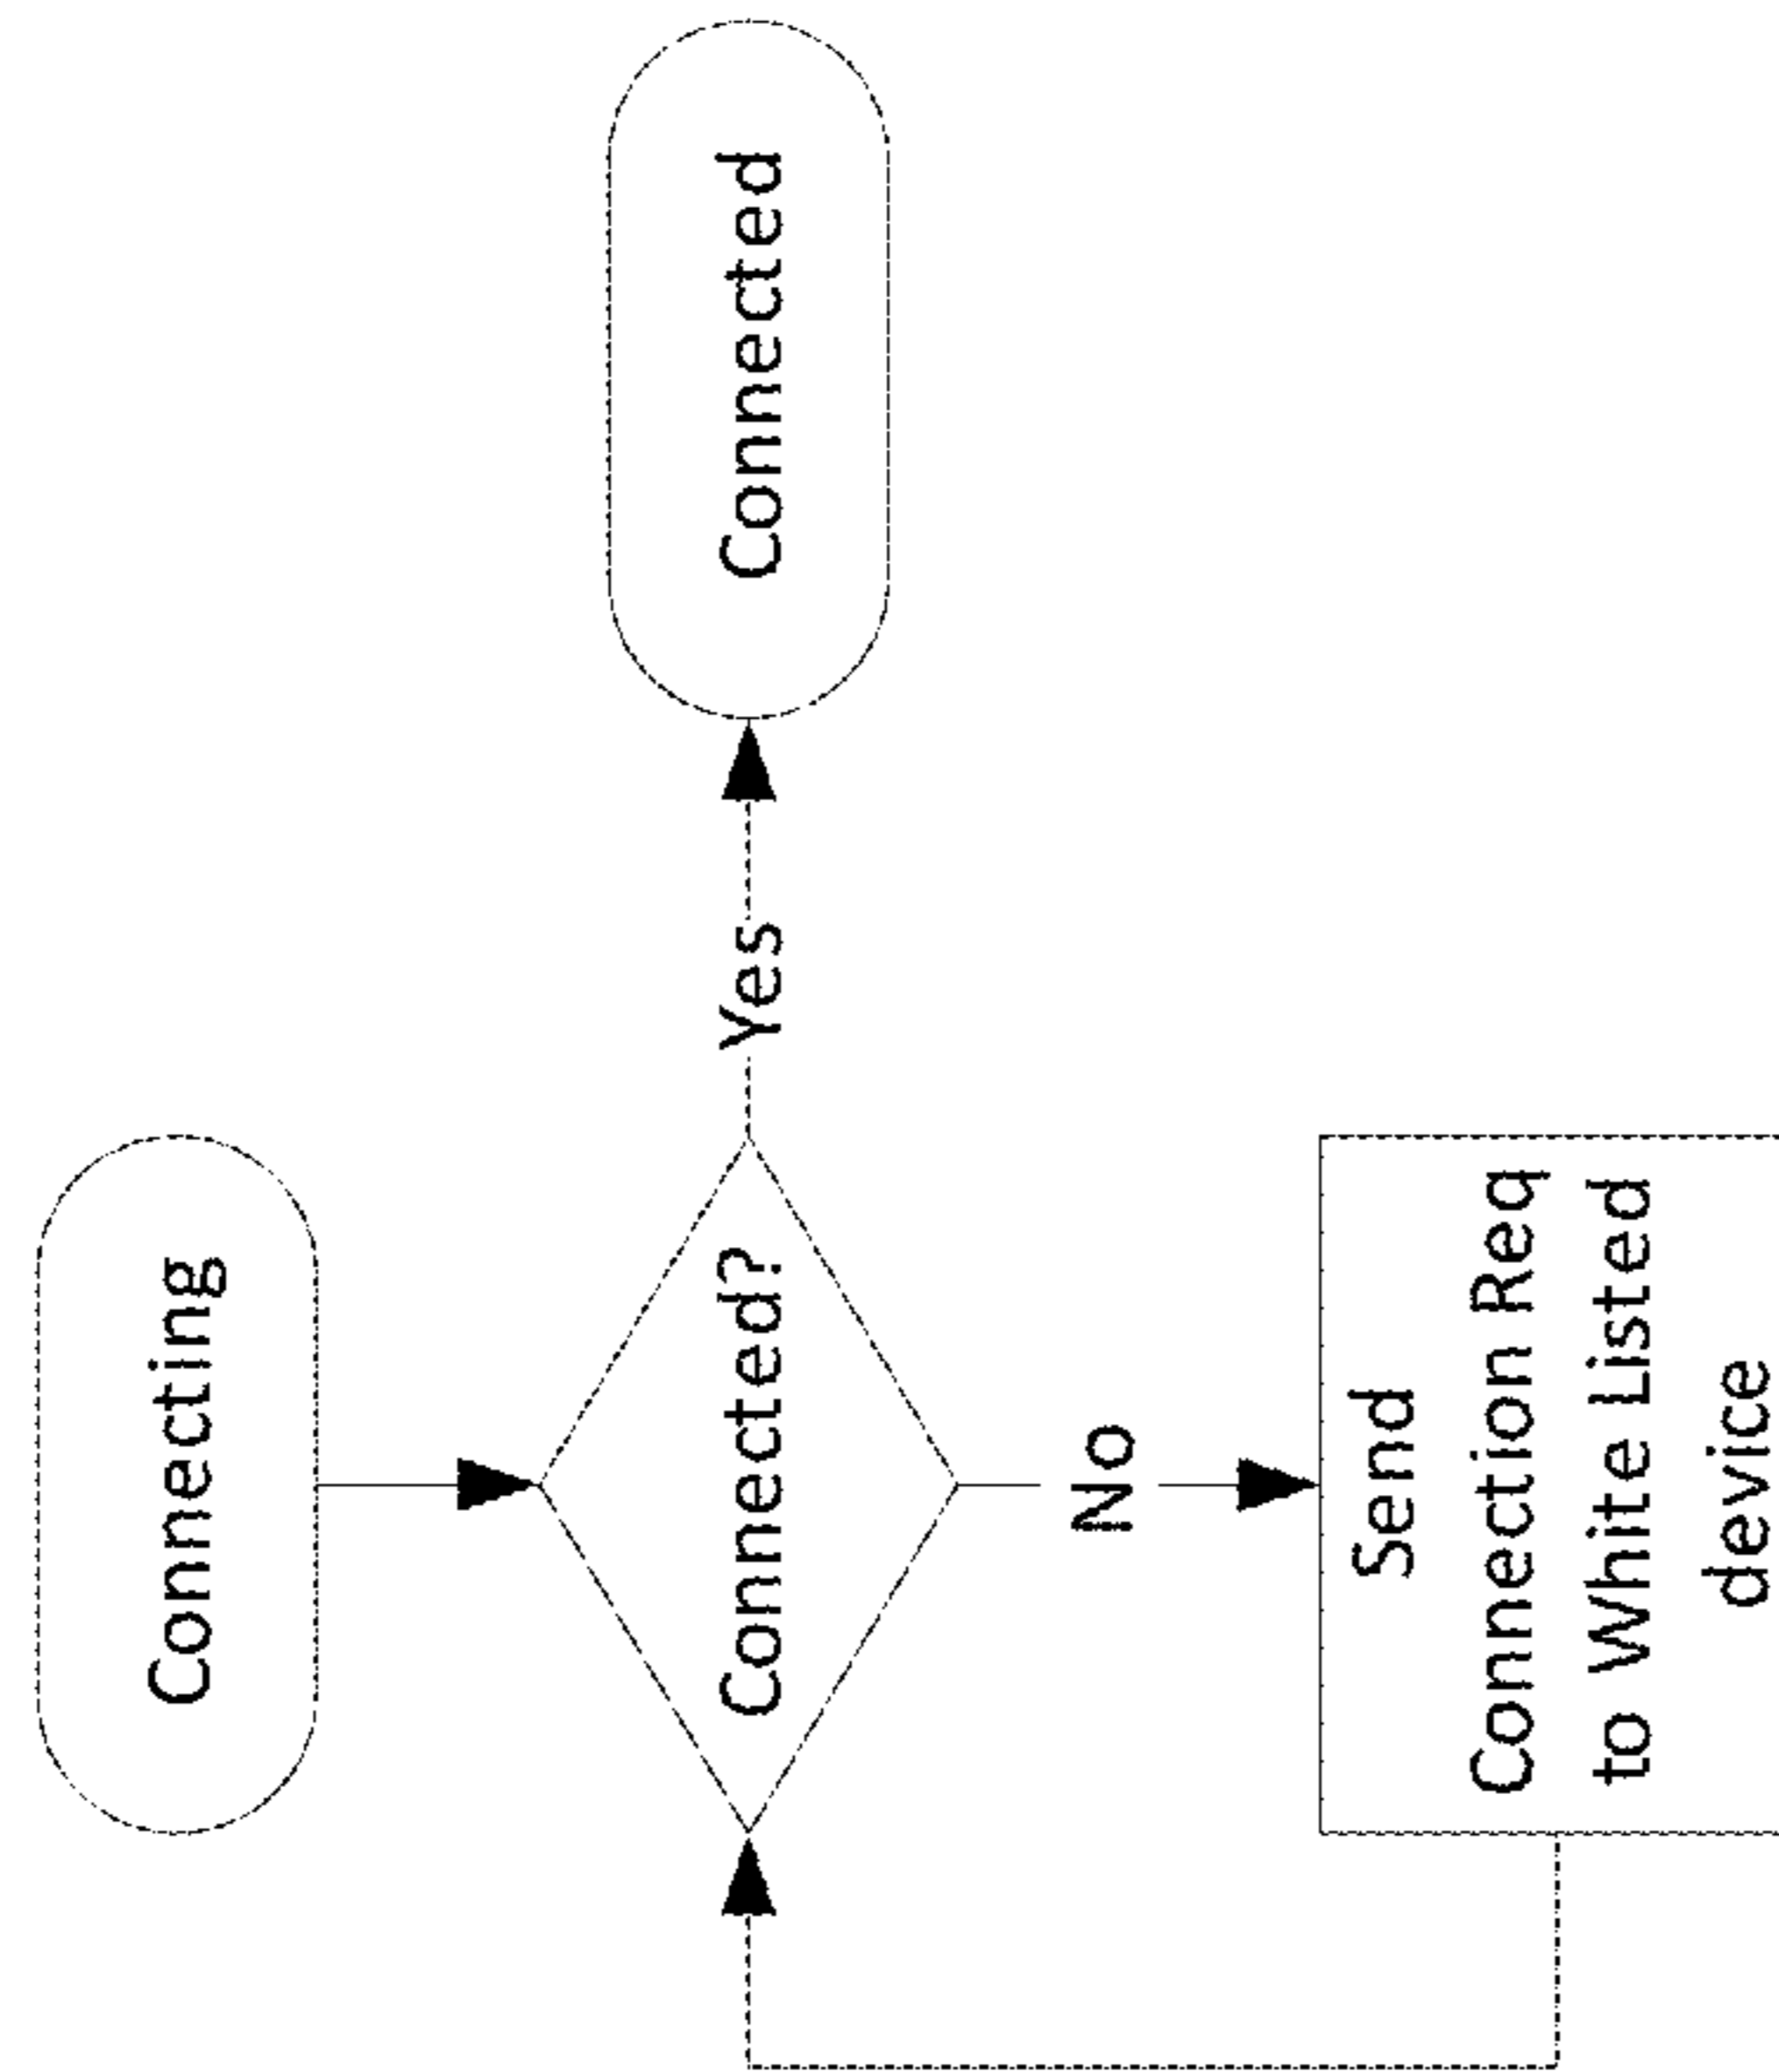 Connecting
Connected?
Yes
Connected
No
Send
Connection Req
to White Listed
device